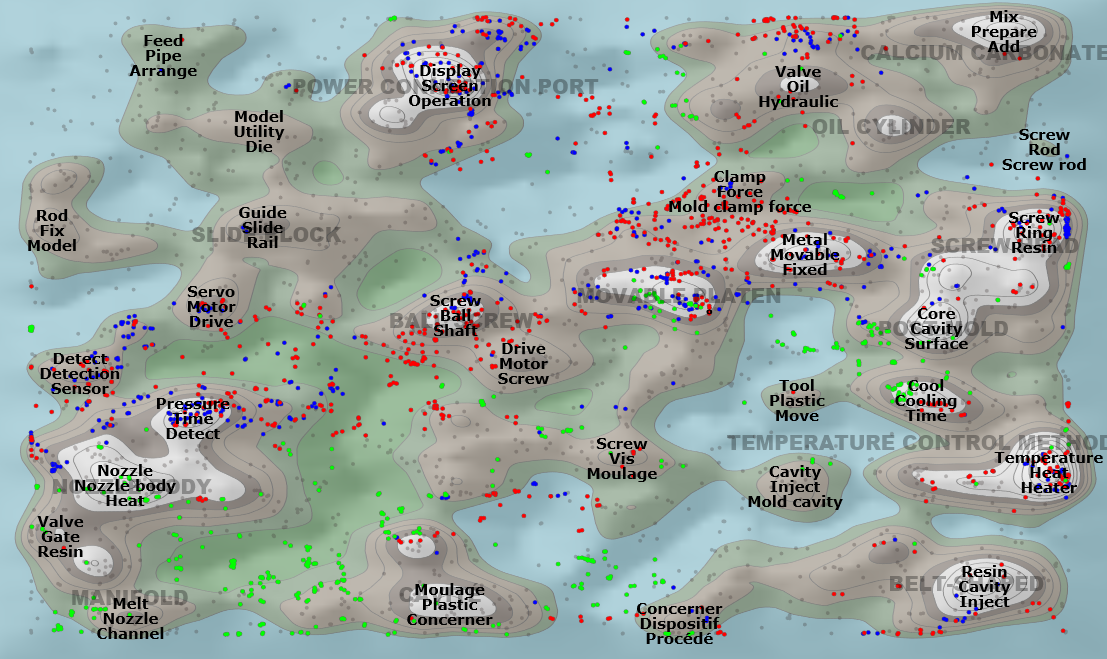 Mix
Prepare
Add
CALCIUM CARBONATE
Feed
Pipe
Arrange
POWER CONVERSION PORT
Display
Screen
Operation
Valve
Oil
Hydraulic
OIL CYLINDER
Model
Utility
Die
Screw
Rod
Screw rod
Clamp
Force
Mold clamp force
Rod
Fix
Model
Guide
Slide
Rail
Metal
Movable
Fixed
Screw
Ring
Resin
MOVABLE PLATEN
Servo
Motor
Drive
Screw
Ball
Shaft
BALL SCREW
Core
Cavity
Surface
Drive
Motor
Screw
Detect
Detection
Sensor
Tool
Plastic
Move
Cool
Cooling
Time
Pressure
Time
Detect
TEMPERATURE CONTROL METHOD
Screw
Vis
Moulage
Temperature
Heat
Heater
Nozzle
Nozzle body
Heat
Cavity
Inject
Mold cavity
Valve
Gate
Resin
MANIFOLD
Melt
Nozzle
Channel
Moulage
Plastic
Concerner
Concerner
Dispositif
Procédé
BELT-SHAPED
Resin
Cavity
Inject